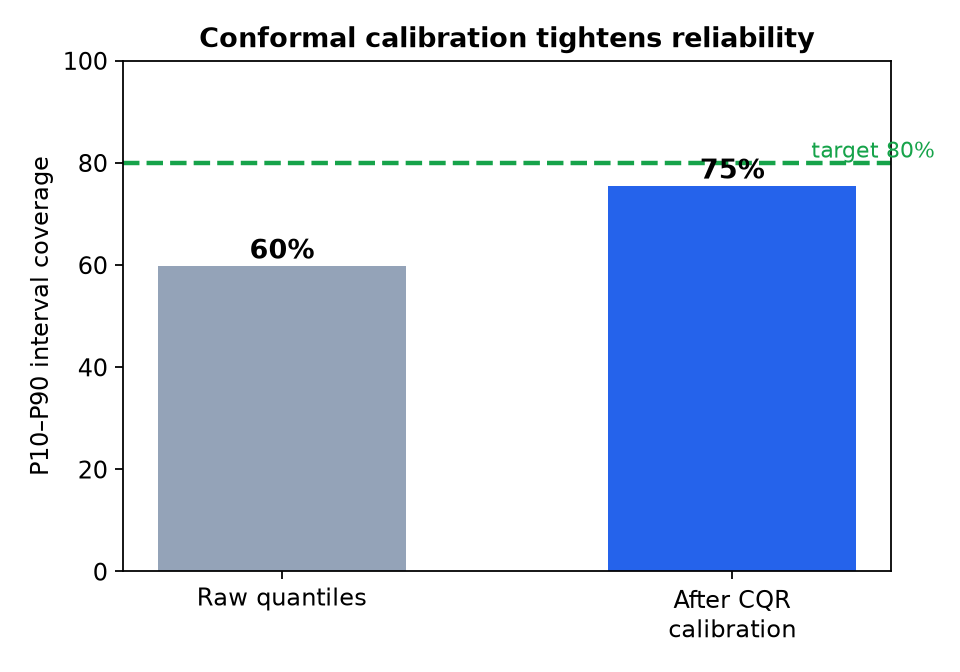 Conformal calibration tightens reliability
P10–P90 interval coverage
100
80
60
40
20
0
target 80%
60%
75%
Raw quantiles
After CQR
calibration